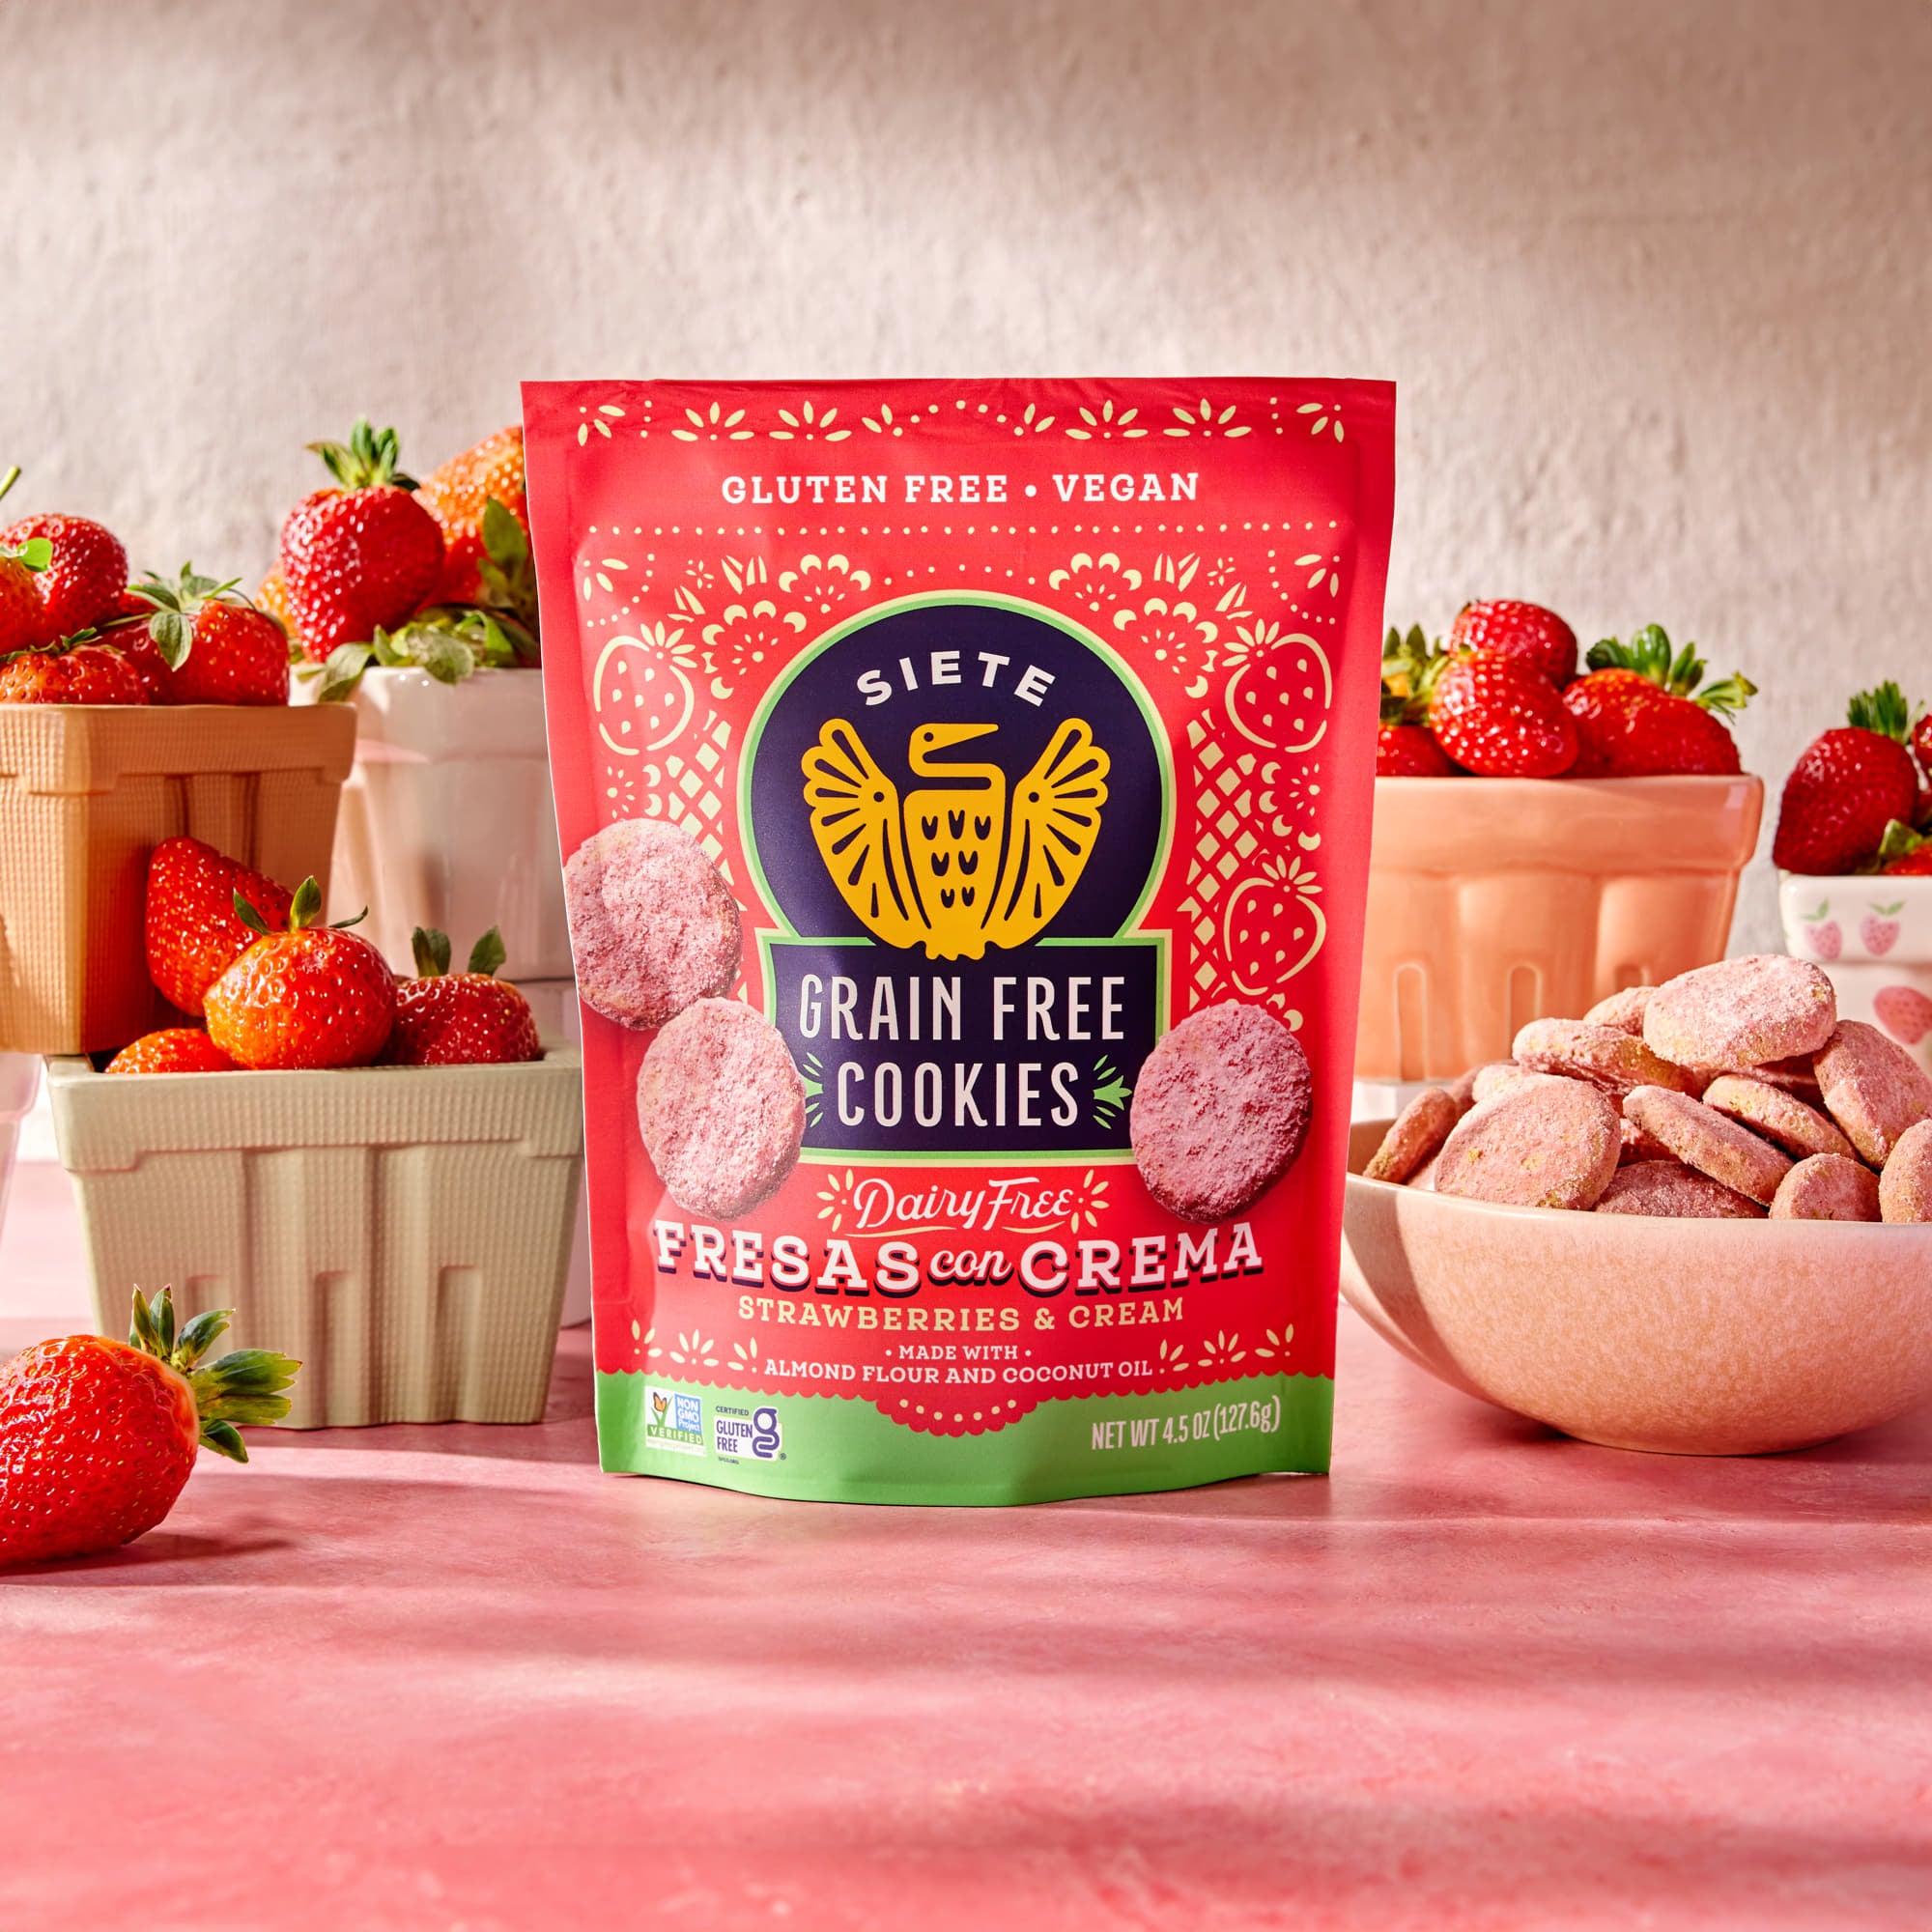 GLUTEN FREE • VEGAN
SIETE
GRAIN FREE
COOKIES
Dairy Free
FRESAS con CREMA
STRAWBERRIES & CREAM
• MADE WITH •
ALMOND FLOUR AND COCONUT OIL
NON
GMO
Project
VERIFIED
CERTIFIED
GLUTEN
FREE
g
®
NET WT 4.5 OZ (127.6g)